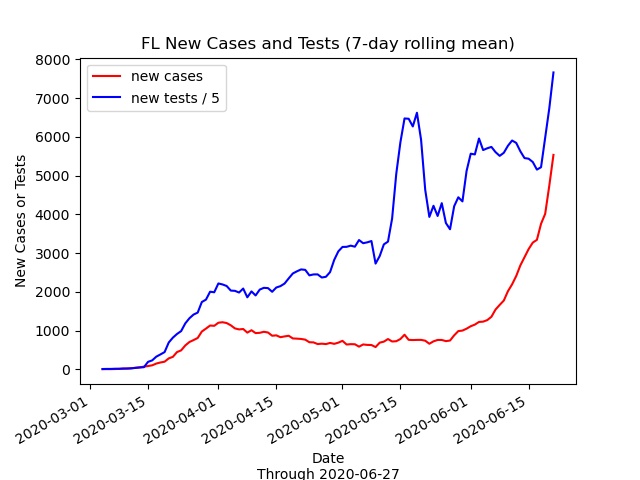 FL New Cases and Tests (7-day rolling mean)
new cases
new tests / 5
New Cases or Tests
8000
7000
6000
5000
4000
3000
2000
1000
0
2020-03-01
2020-03-15
2020-04-01
2020-04-15
2020-05-01
2020-05-15
2020-06-01
2020-06-15
Date
Through 2020-06-27